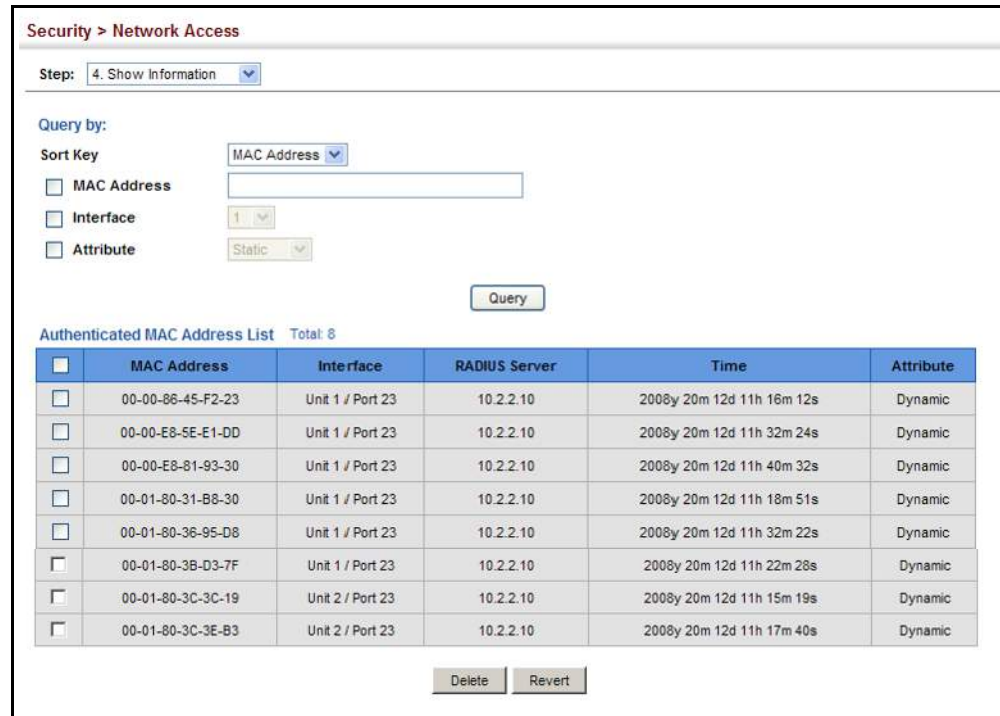 Security > Network Access
Step: 4. Show Information
Query by:
Sort Key MAC Address
MAC Address
Interface 1
Attribute Static
Query
Authenticated MAC Address List Total: 8
MAC Address Interface RADIUS Server Time Attribute
00-00-86-45-F2-23 Unit 1 / Port 23 10.2.2.10 2008y 20m 12d 11h 16m 12s Dynamic
00-00-E8-5E-E1-DD Unit 1 / Port 23 10.2.2.10 2008y 20m 12d 11h 32m 24s Dynamic
00-00-E8-81-93-30 Unit 1 / Port 23 10.2.2.10 2008y 20m 12d 11h 40m 32s Dynamic
00-01-80-31-B8-30 Unit 1 / Port 23 10.2.2.10 2008y 20m 12d 11h 18m 51s Dynamic
00-01-80-36-95-D8 Unit 1 / Port 23 10.2.2.10 2008y 20m 12d 11h 32m 22s Dynamic
00-01-80-3B-D3-7F Unit 1 / Port 23 10.2.2.10 2008y 20m 12d 11h 22m 28s Dynamic
00-01-80-3C-3C-19 Unit 2 / Port 23 10.2.2.10 2008y 20m 12d 11h 15m 19s Dynamic
00-01-80-3C-3E-B3 Unit 2 / Port 23 10.2.2.10 2008y 20m 12d 11h 17m 40s Dynamic
Delete Revert